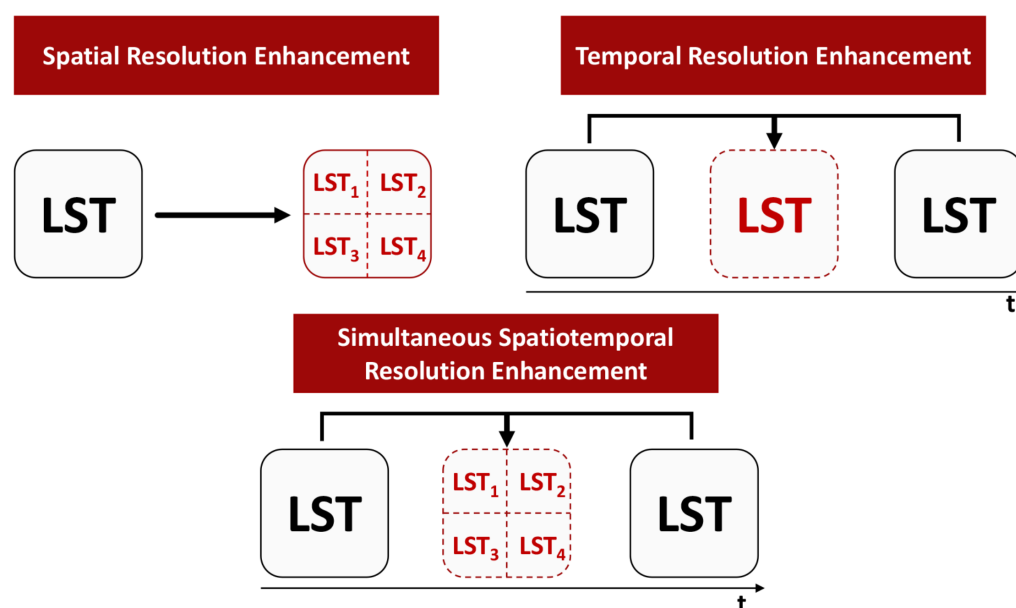 Spatial Resolution Enhancement
Temporal Resolution Enhancement
LST
LST₁ LST₂
LST₃ LST₄
LST
LST
LST
t
Simultaneous Spatiotemporal
Resolution Enhancement
LST
LST₁ LST₂
LST₃ LST₄
LST
t